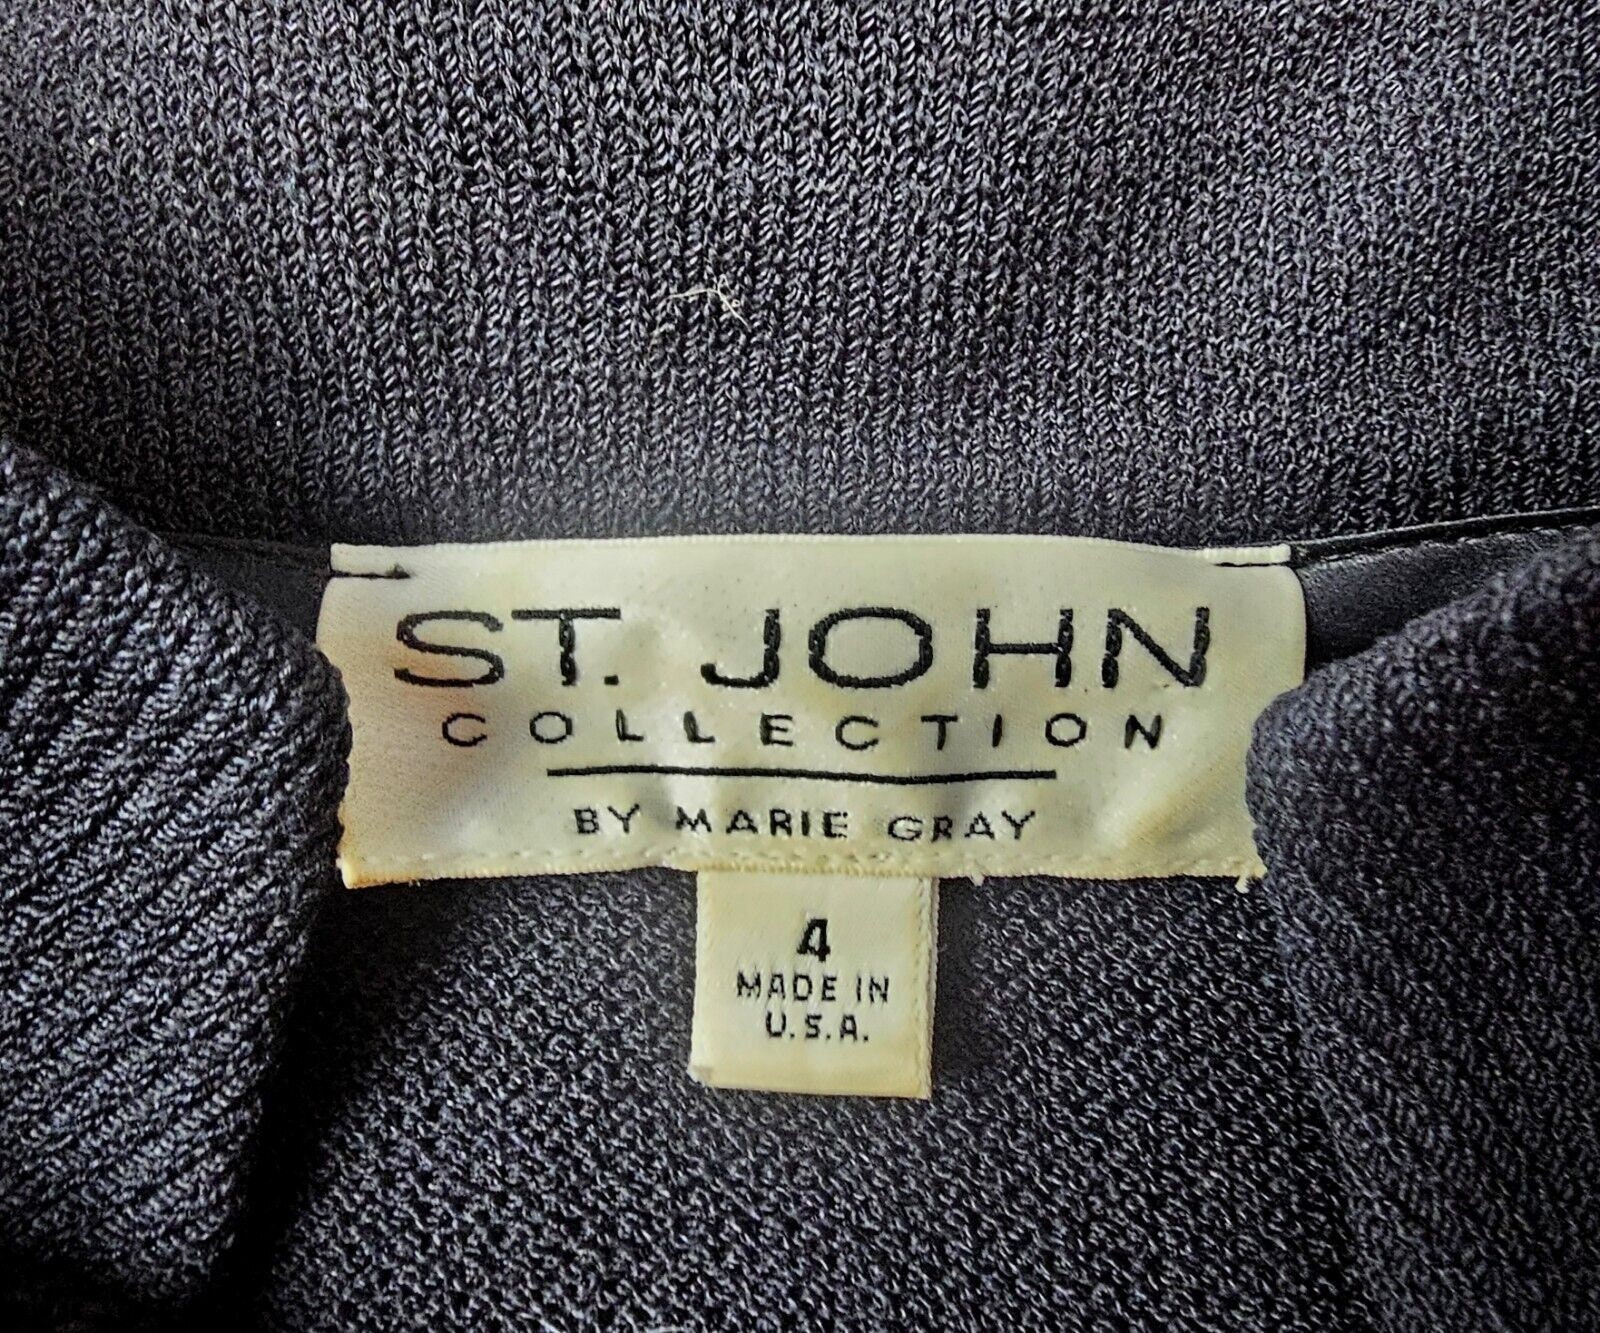 ST. JOHN
COLLECTION
BY MARIE GRAY
4
MADE IN
U.S.A.